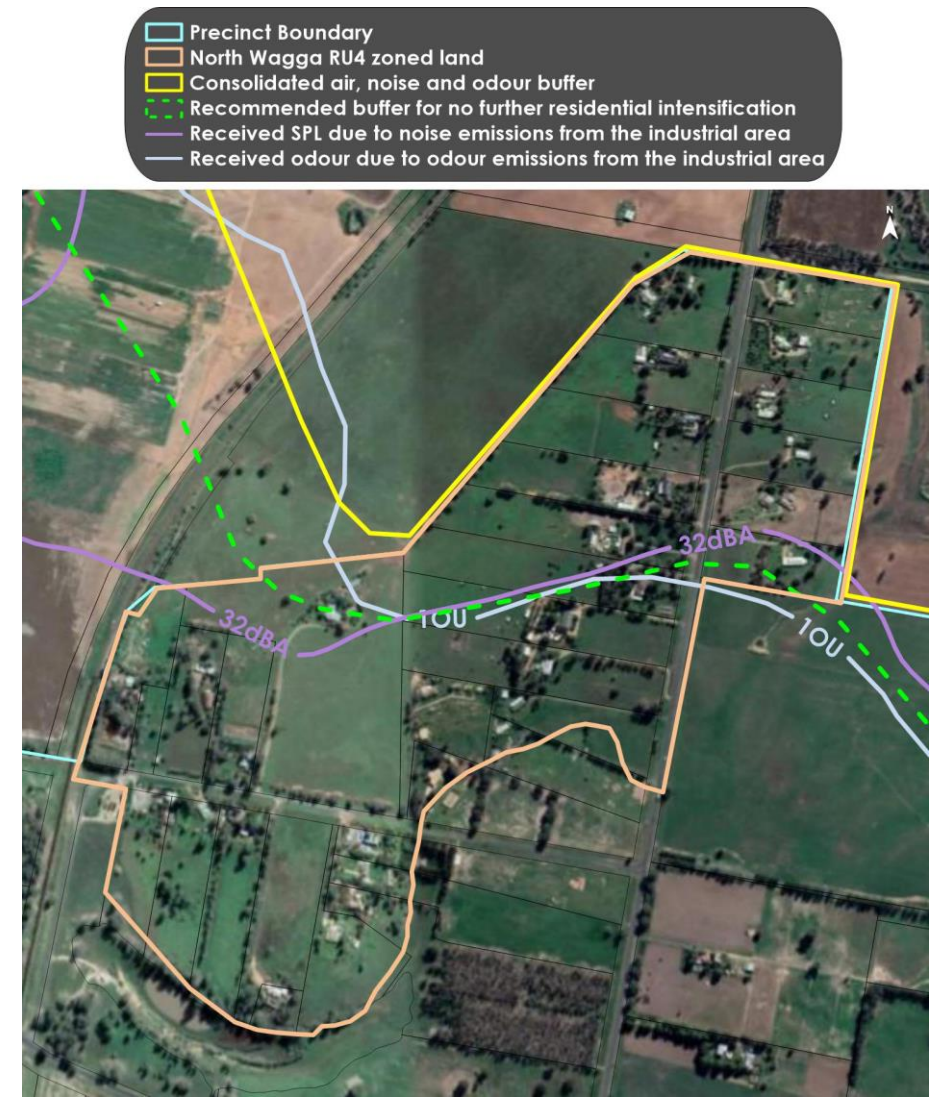 Precinct Boundary
North Wagga RU4 zoned land
Consolidated air, noise and odour buffer
Recommended buffer for no further residential intensification
Received SPL due to noise emissions from the industrial area
Received odour due to odour emissions from the industrial area
N
32dBA
32dBA
1OU
1OU